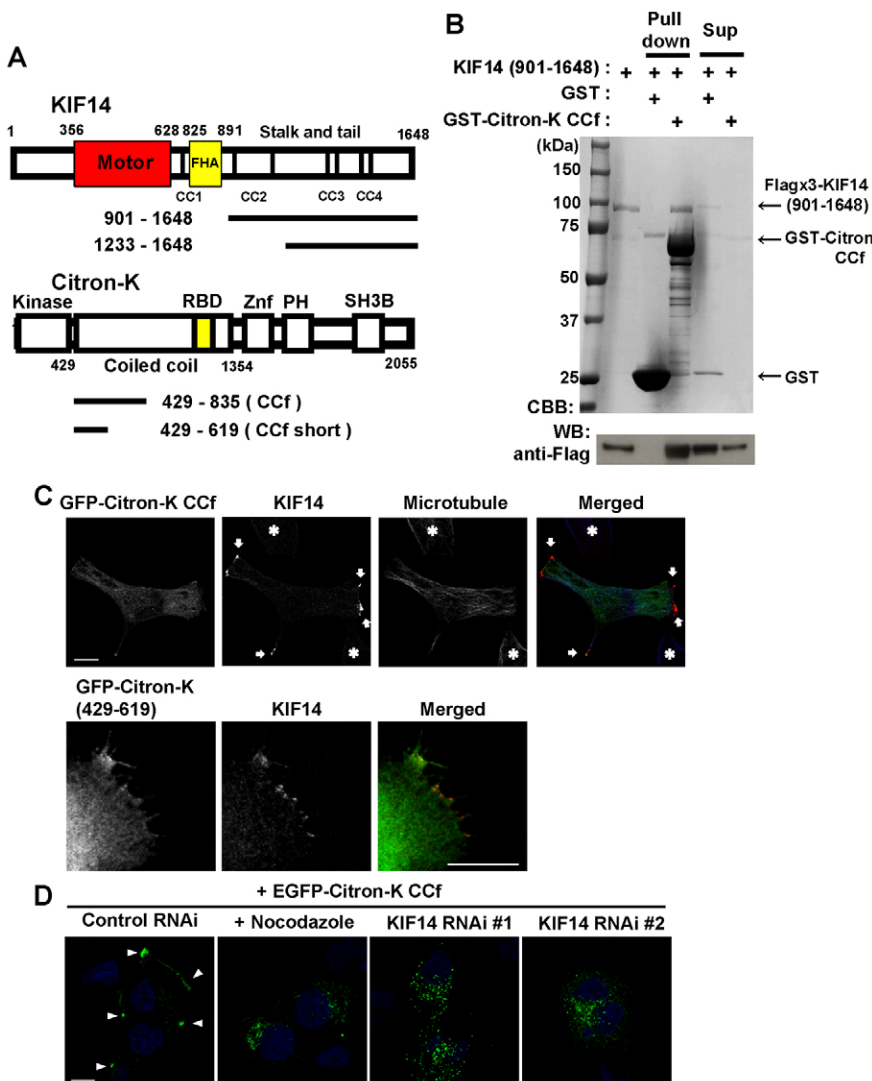 A
KIF14
1 356 628 825 891 Stalk and tail 1648
Motor FHA
CC1 CC2 CC3 CC4
901 - 1648
1233 - 1648
Citron-K
Kinase RBD Znf PH SH3B
429 Coiled coil 1354 2055
429 - 835 ( CCf )
429 - 619 ( CCf short )
B
Pull down Sup
KIF14 (901-1648) : + + + + +
GST : + +
GST-Citron-K CCf : + +
(kDa)
150
100
75
50
37
25
CBB:
Flagx3-KIF14
← (901-1648)
← GST-Citron
CCf
← GST
WB:
anti-Flag
C
GFP-Citron-K CCf KIF14 Microtubule Merged
* * * * * *
GFP-Citron-K
(429-619) KIF14 Merged
D
+ EGFP-Citron-K CCf
Control RNAi + Nocodazole KIF14 RNAi #1 KIF14 RNAi #2